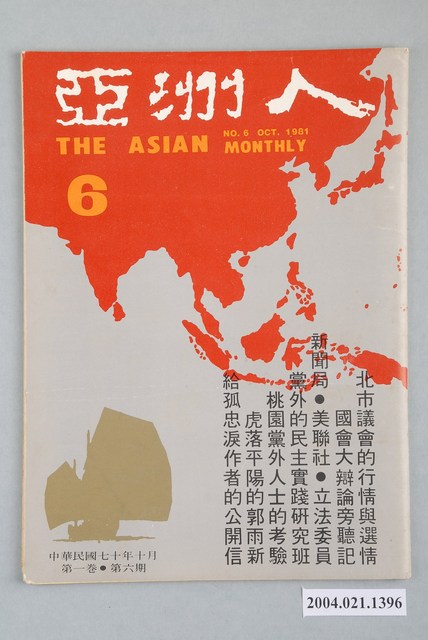 亞洲人
NO. 6 OCT. 1981
THE ASIAN MONTHLY
6
北市議會的行情與選情
國會大辯論旁聽記
新聞局●美聯社●立法委員
黨外的民主實踐研究班
桃園黨外人士的考驗
虎落平陽的郭雨新
給孤忠淚作者的公開信
中華民國七十年十月
第一卷●第六期
2004.021.1396